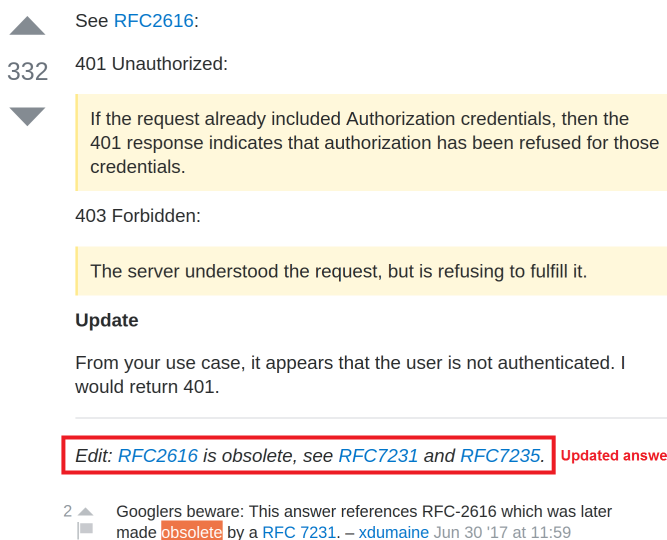 See RFC2616:
332
401 Unauthorized:
If the request already included Authorization credentials, then the
401 response indicates that authorization has been refused for those
credentials.
403 Forbidden:
The server understood the request, but is refusing to fulfill it.
Update
From your use case, it appears that the user is not authenticated. I
would return 401.
Edit: RFC2616 is obsolete, see RFC7231 and RFC7235. Updated answe
2 Googlers beware: This answer references RFC-2616 which was later
made obsolete by a RFC 7231. – xdumaine Jun 30 '17 at 11:59